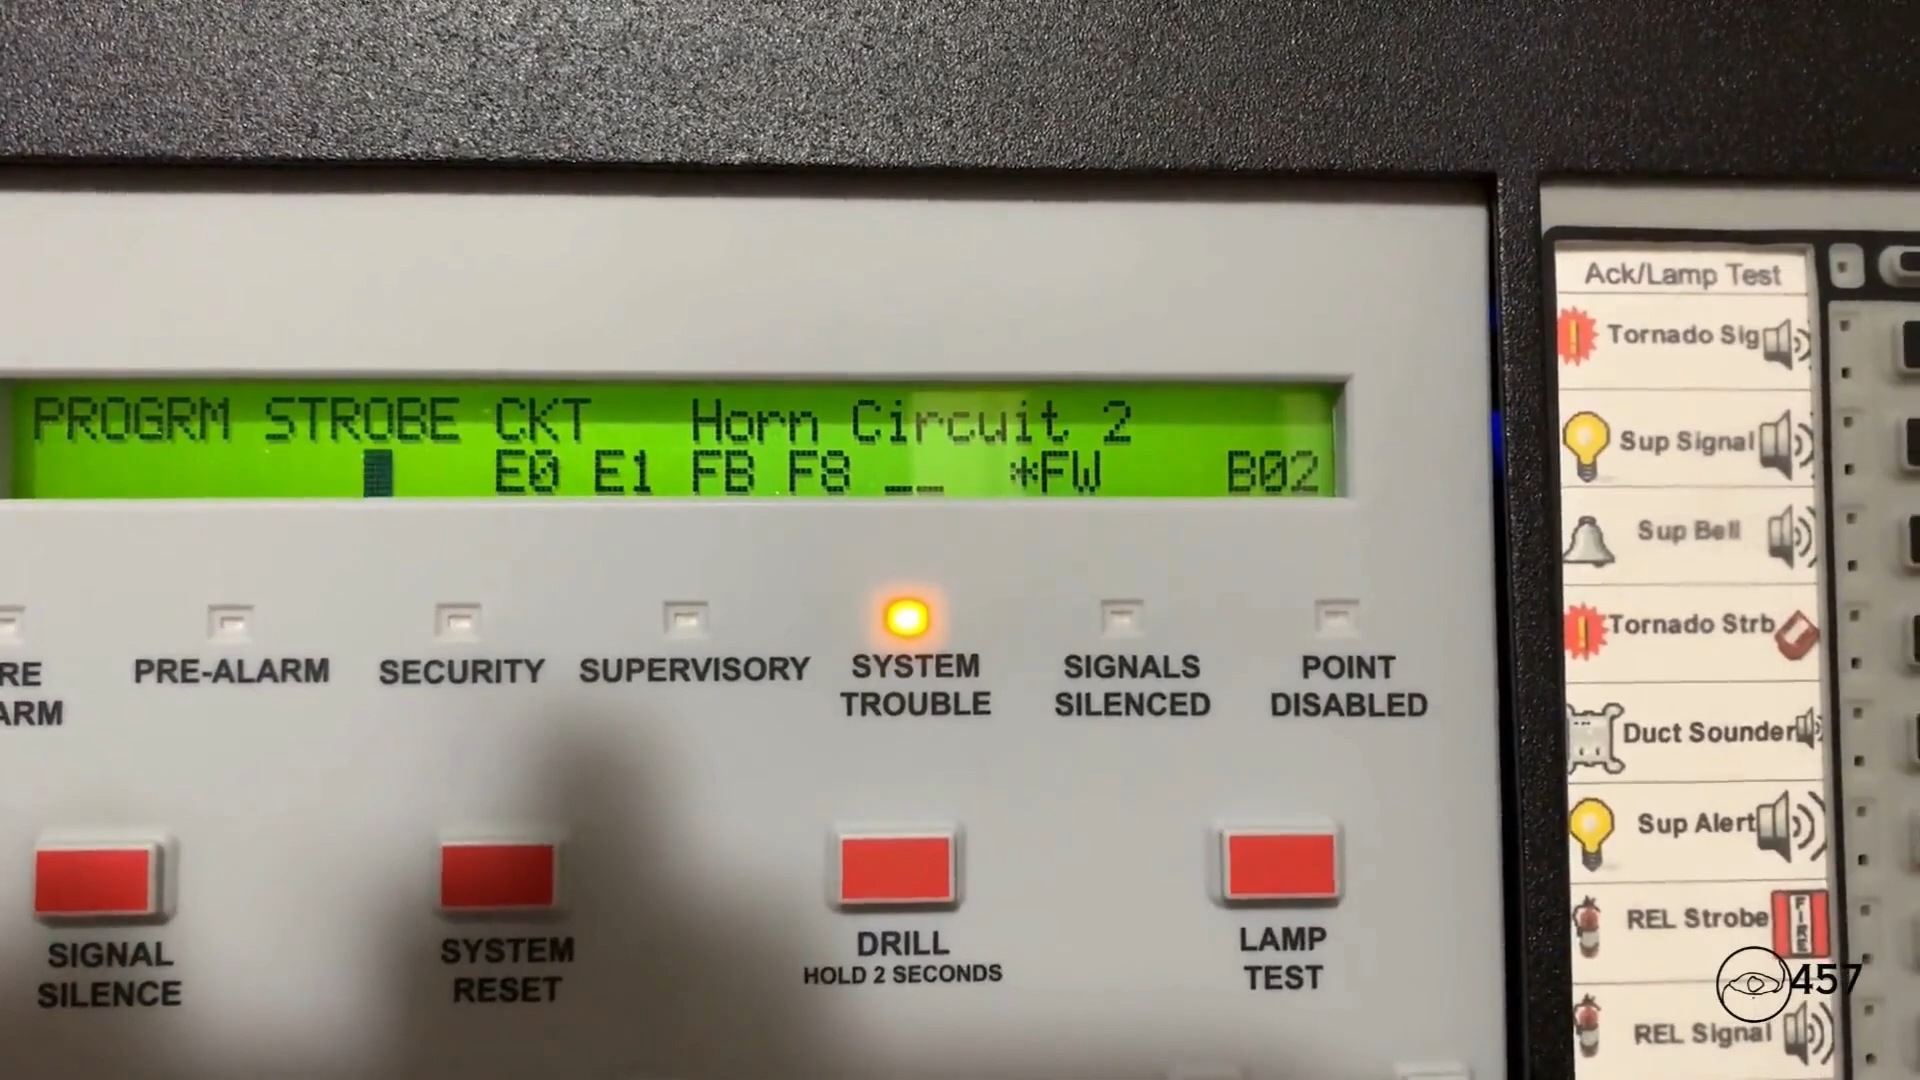 PROGRM STROBE CKT Horn Circuit 2
E0 E1 FB F8 __ *FW B02
RE
ARM
PRE-ALARM
SECURITY
SUPERVISORY
SYSTEM
TROUBLE
SIGNALS
SILENCED
POINT
DISABLED
SIGNAL
SILENCE
SYSTEM
RESET
DRILL
HOLD 2 SECONDS
LAMP
TEST
Ack/Lamp Test
Tornado Sig
Sup Signal
Sup Bell
Tornado Strb
Duct Sounder
Sup Alert
REL Strobe
FIRE
REL Signal
457